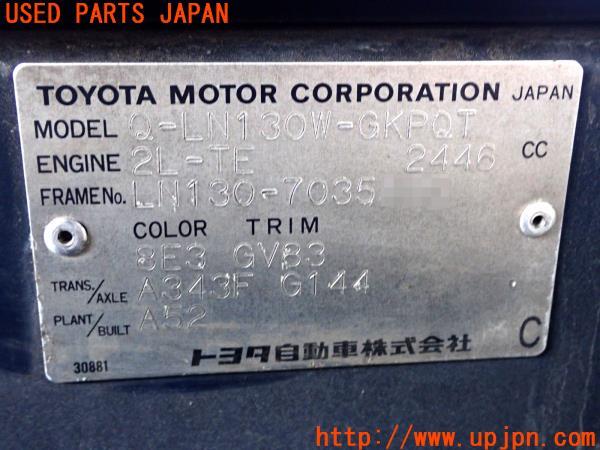 USED PARTS JAPAN
TOYOTA MOTOR CORPORATION JAPAN
MODEL Q-LN130W-GKPQT
ENGINE 2L-TE 2446 CC
FRAME No. LN130-7035
COLOR TRIM
8E3 GV83
TRANS./AXLE A343F G144
PLANT/BUILT A52
トヨタ自動車株式会社 C
30881
http://www.upjpn.com